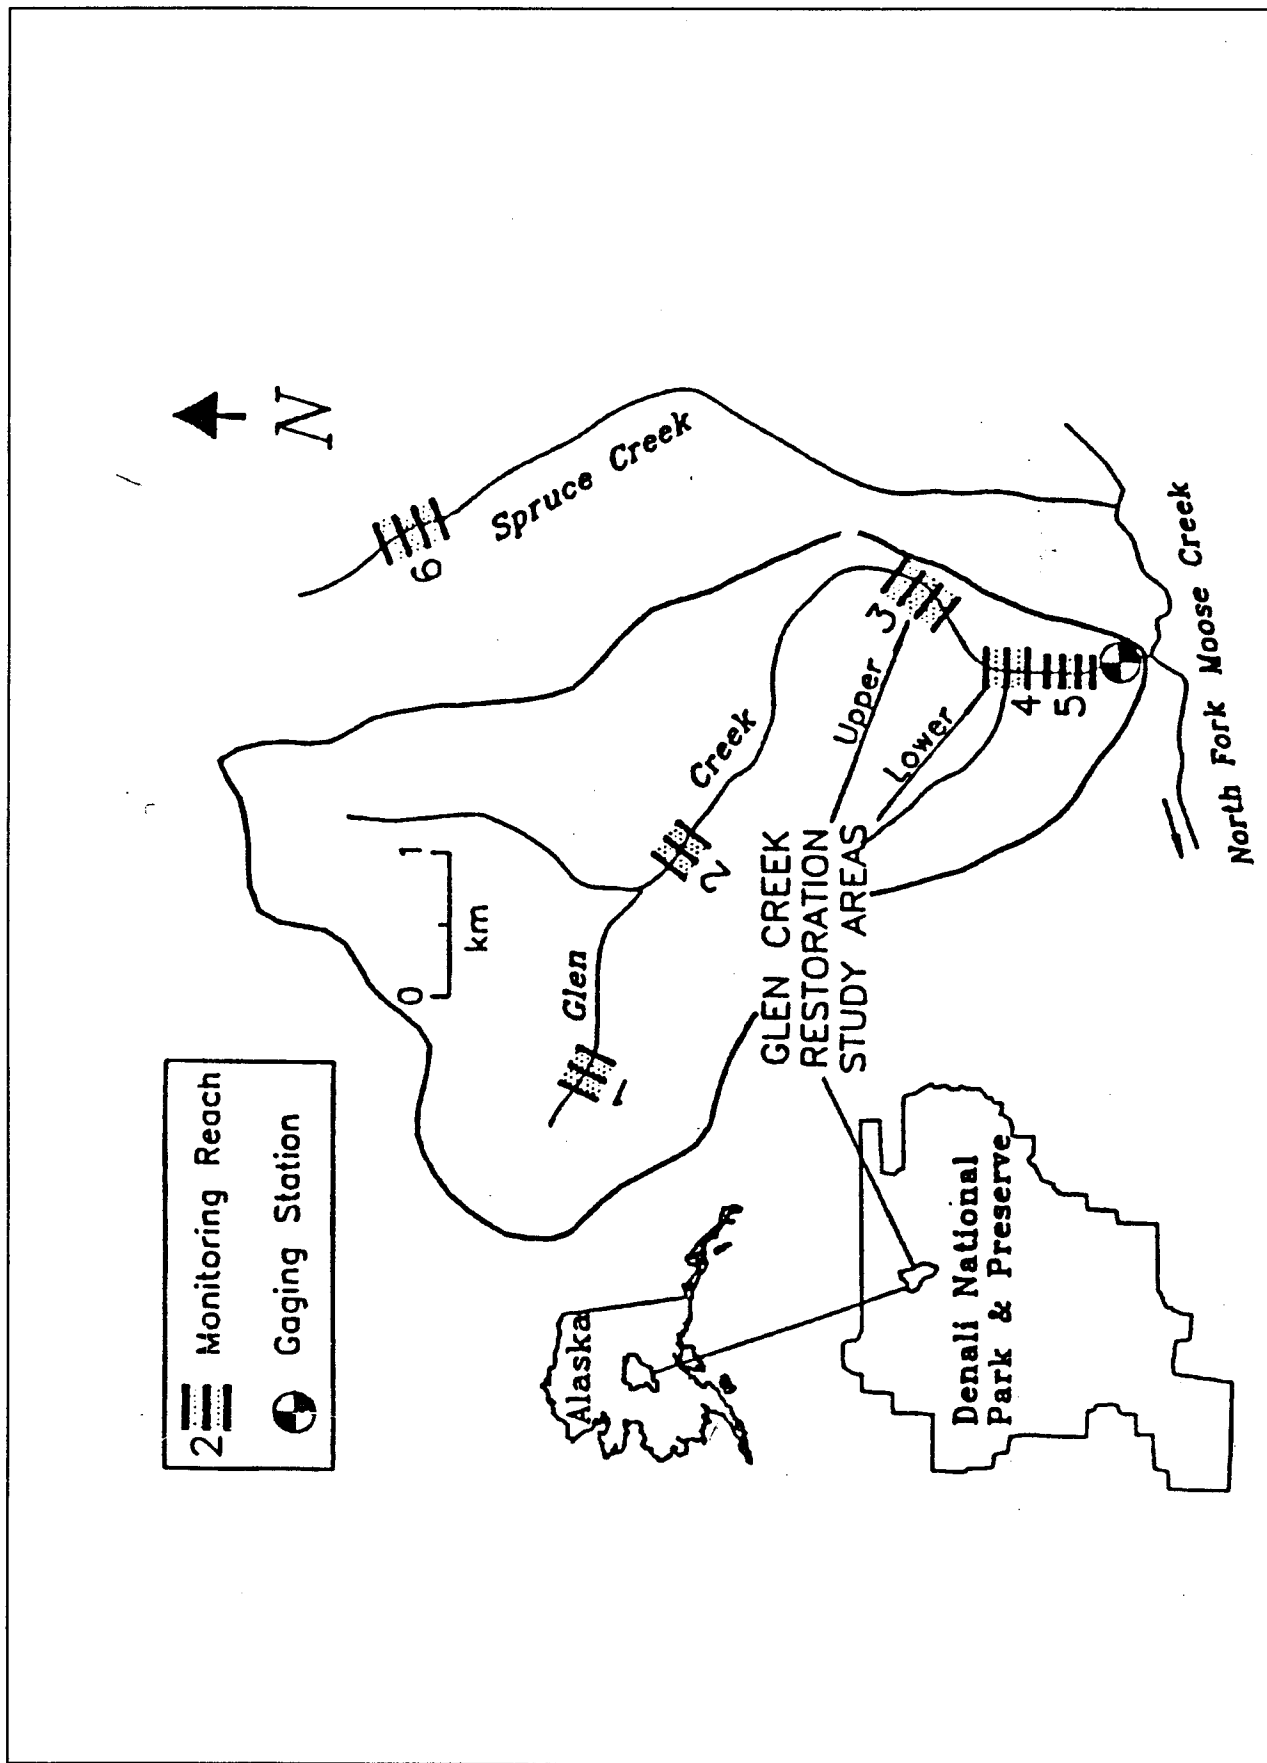 2 Monitoring Reach
Gaging Station
N
0 1
km
Alaska
Denali National
Park & Preserve
GLEN CREEK
RESTORATION
STUDY AREAS
Upper
Lower
Glen Creek
Spruce Creek
North Fork Moose Creek
1
2
3
4
5
6